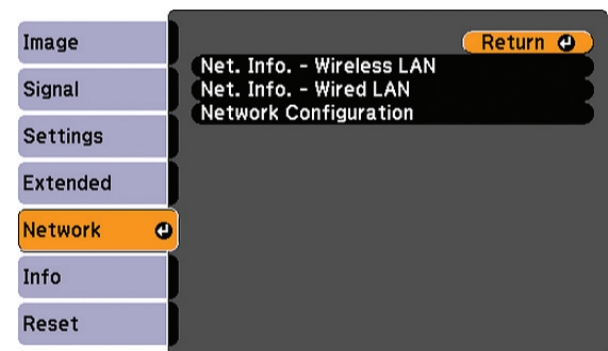 Image
Signal
Settings
Extended
Network
Info
Reset
Return
Net. Info. - Wireless LAN
Net. Info. - Wired LAN
Network Configuration